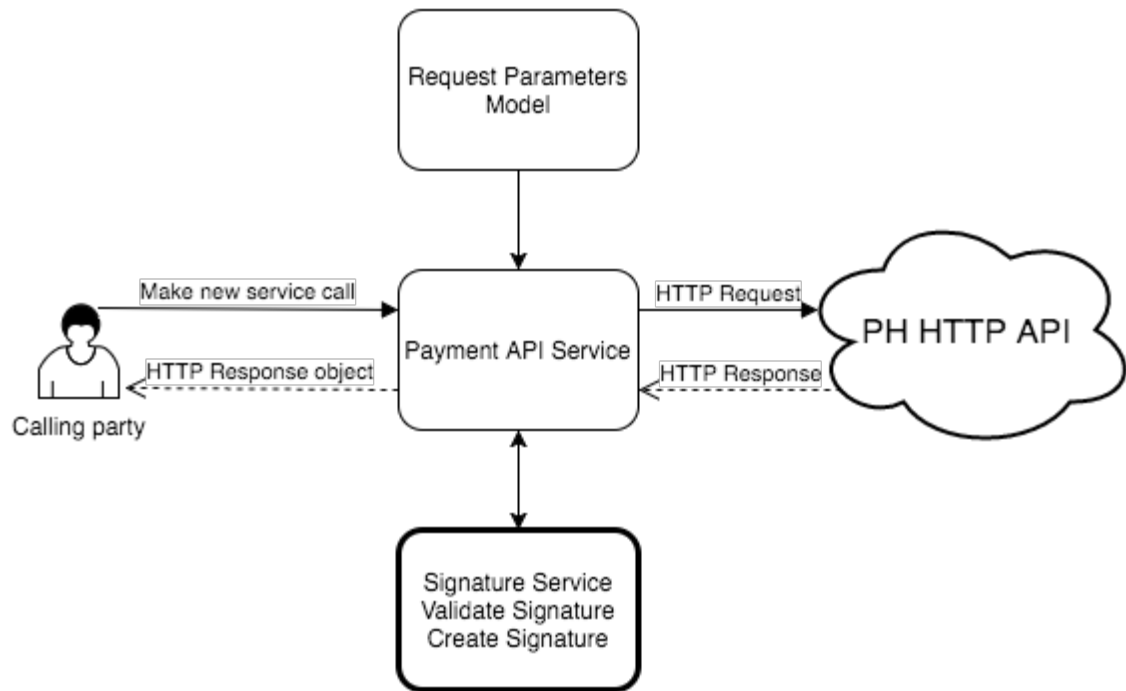 Request Parameters
Model
Make new service call
HTTP Request
Payment API Service
PH HTTP API
HTTP Response object
HTTP Response
Calling party
Signature Service
Validate Signature
Create Signature